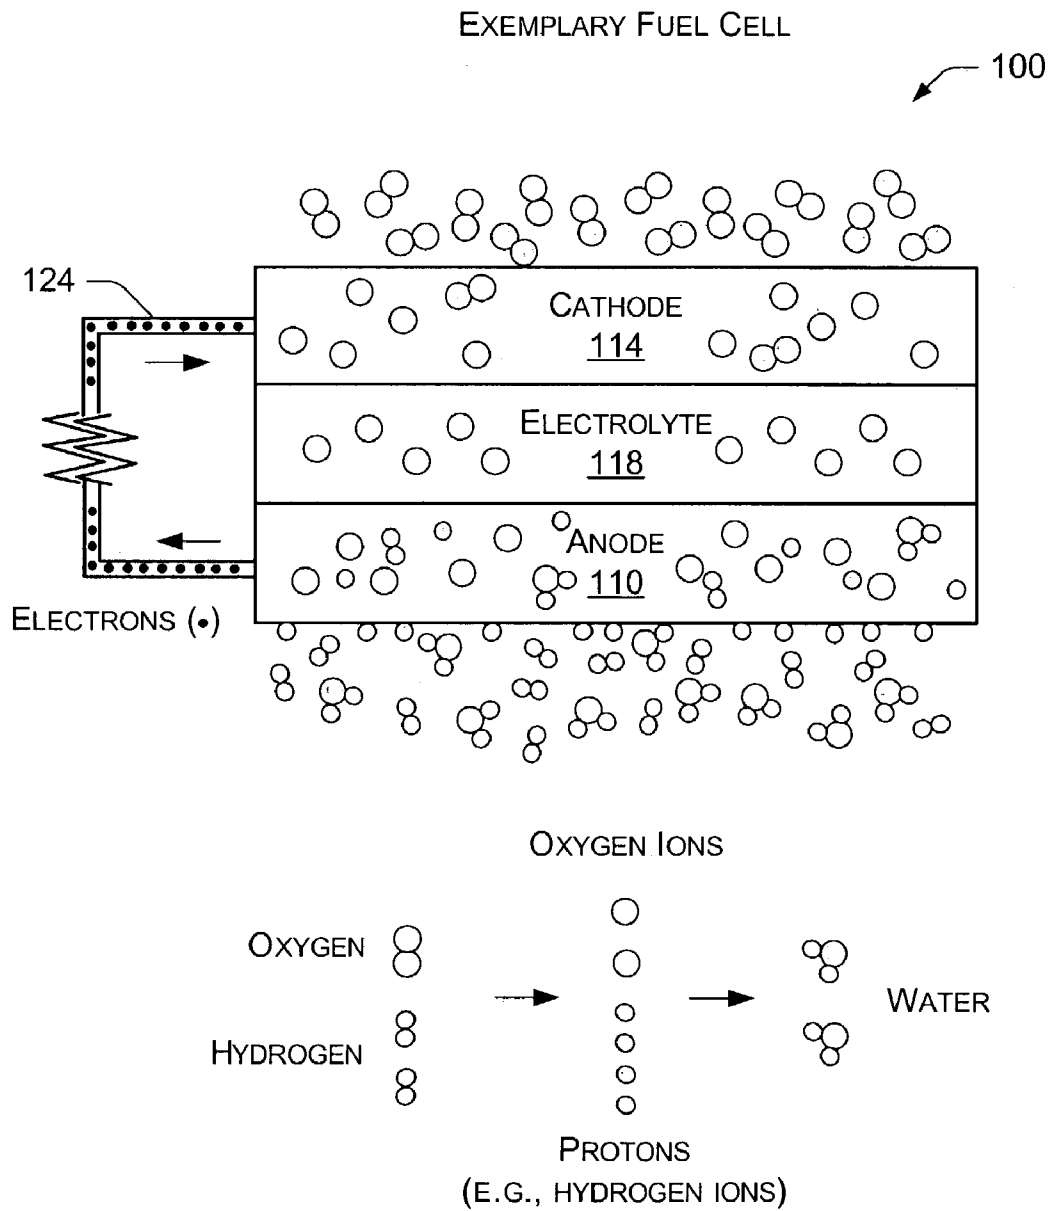 EXEMPLARY FUEL CELL
100
124
CATHODE
114
ELECTROLYTE
118
ANODE
110
ELECTRONS (•)
OXYGEN IONS
OXYGEN
HYDROGEN
WATER
PROTONS
(E.G., HYDROGEN IONS)